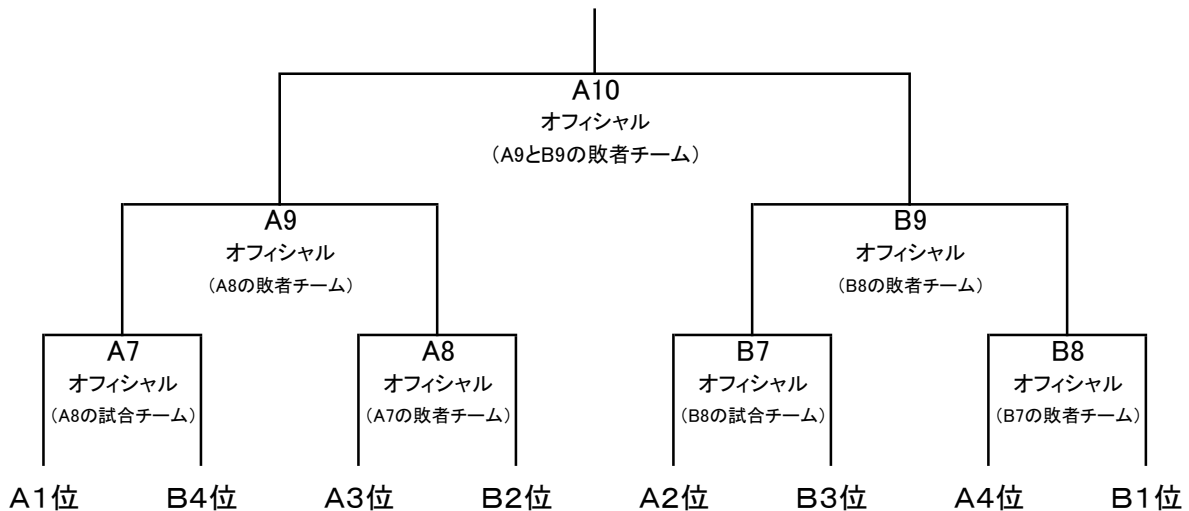 A10
オフィシャル
(A9とB9の敗者チーム)
A9
オフィシャル
(A8の敗者チーム)
B9
オフィシャル
(B8の敗者チーム)
A7
オフィシャル
(A8の試合チーム)
A8
オフィシャル
(A7の敗者チーム)
B7
オフィシャル
(B8の試合チーム)
B8
オフィシャル
(B7の敗者チーム)
A1位
B4位
A3位
B2位
A2位
B3位
A4位
B1位